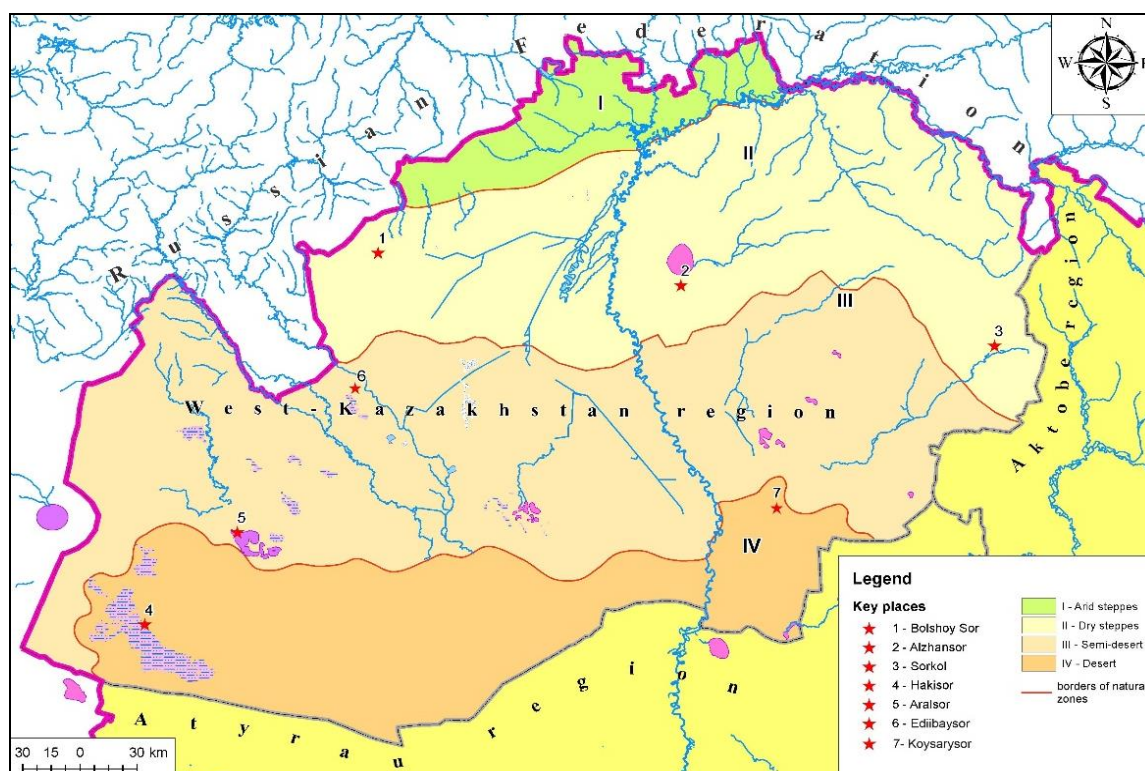 Russian Federation
N
W E
S
I
II
1
2
III
3
6
West-Kazakhstan region
Aktobe region
7
5
IV
4
Atyrau region
30 15 0 30 km
Legend
Key places
1 - Bolshoy Sor
2 - Alzhansor
3 - Sorkol
4 - Hakisor
5 - Aralsor
6 - Ediibaysor
7- Koysarysor
I - Arid steppes
II - Dry steppes
III - Semi-desert
IV - Desert
borders of natural
zones